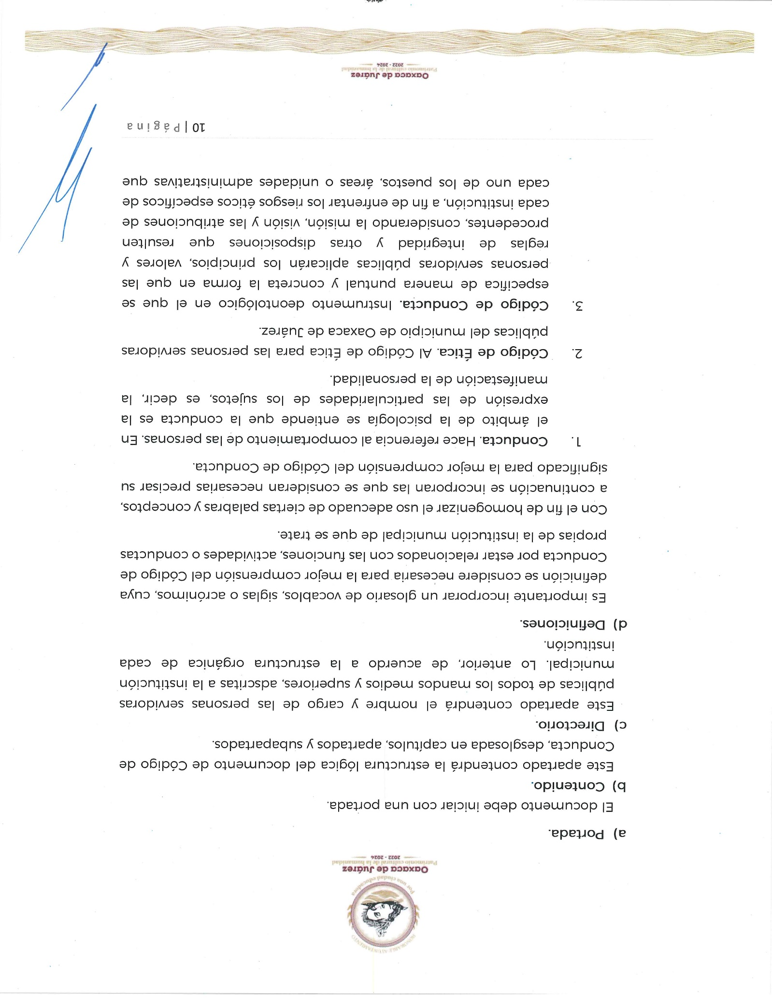 HONORABLE AYUNTAMIENTO
Por una ciudad educadora
Oaxaca de Juárez
Patrimonio cultural de la humanidad
2022 - 2024
a) Portada.
El documento debe iniciar con una portada.
b) Contenido.
Este apartado contendrá la estructura lógica del documento de Código de
Conducta, desglosada en capítulos, apartados y subapartados.
c) Directorio.
Este apartado contendrá el nombre y cargo de las personas servidoras
públicas de todos los mandos medios y superiores, adscritas a la institución
municipal. Lo anterior, de acuerdo a la estructura orgánica de cada
institución.
d) Definiciones.
Es importante incorporar un glosario de vocablos, siglas o acrónimos, cuya
definición se considere necesaria para la mejor comprensión del Código de
Conducta por estar relacionados con las funciones, actividades o conductas
propias de la institución municipal de que se trate.
Con el fin de homogenizar el uso adecuado de ciertas palabras y conceptos,
a continuación se incorporan las que se consideran necesarias precisar su
significado para la mejor comprensión del Código de Conducta.
1. Conducta. Hace referencia al comportamiento de las personas. En
el ámbito de la psicología se entiende que la conducta es la
expresión de las particularidades de los sujetos, es decir, la
manifestación de la personalidad.
2. Código de Ética. Al Código de Ética para las personas servidoras
públicas del municipio de Oaxaca de Juárez.
3. Código de Conducta. Instrumento deontológico en el que se
especifica de manera puntual y concreta la forma en que las
personas servidoras públicas aplicarán los principios, valores y
reglas de integridad y otras disposiciones que resulten
procedentes, considerando la misión, visión y las atribuciones de
cada institución, a fin de enfrentar los riesgos éticos específicos de
cada uno de los puestos, áreas o unidades administrativas que
10 | Página
Oaxaca de Juárez
Patrimonio cultural de la humanidad
2022 - 2024